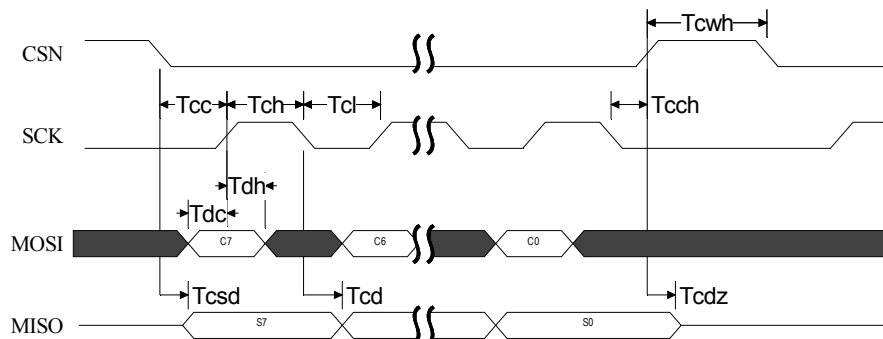 Tcwh
CSN
Tcc Tch Tcl Tcch
SCK
Tdh
Tdc
MOSI C7 C6 C0
Tcsd Tcd Tcdz
MISO S7 S0